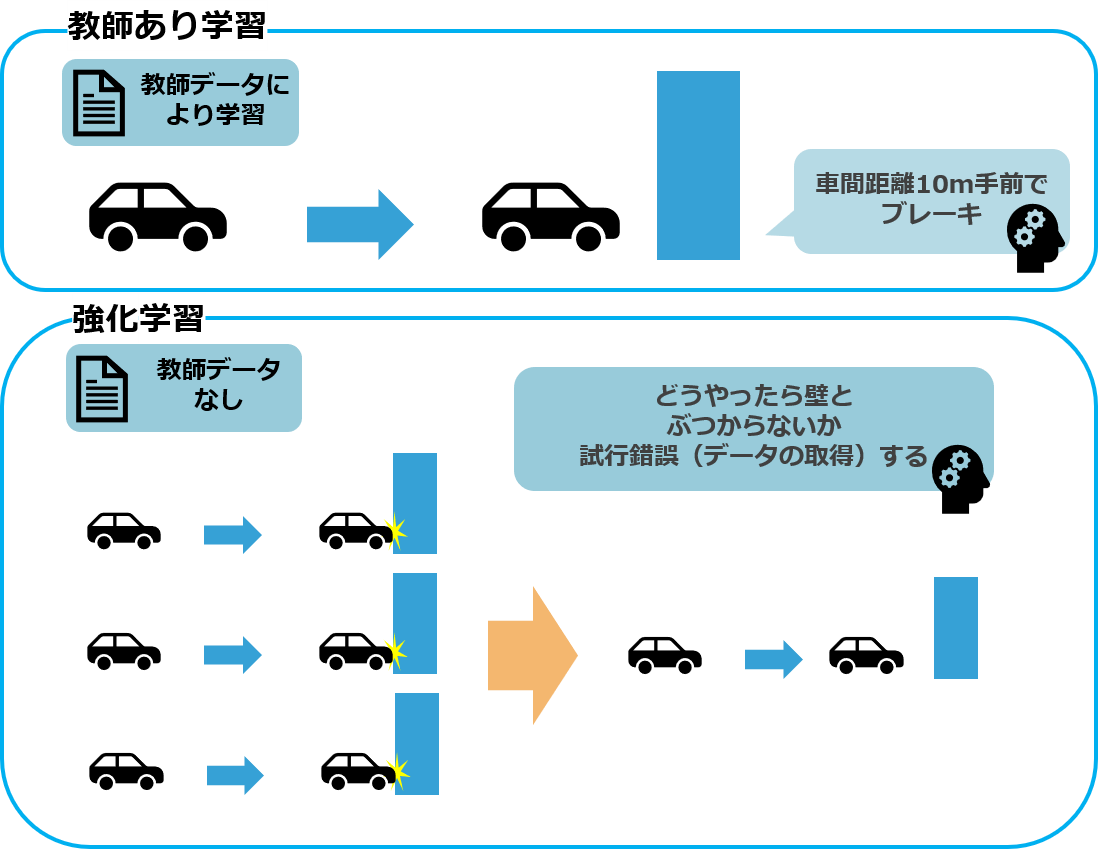 教師あり学習
教師データに
より学習
車間距離10m手前で
ブレーキ
強化学習
教師データ
なし
どうやったら壁と
ぶつからないか
試行錯誤（データの取得）する